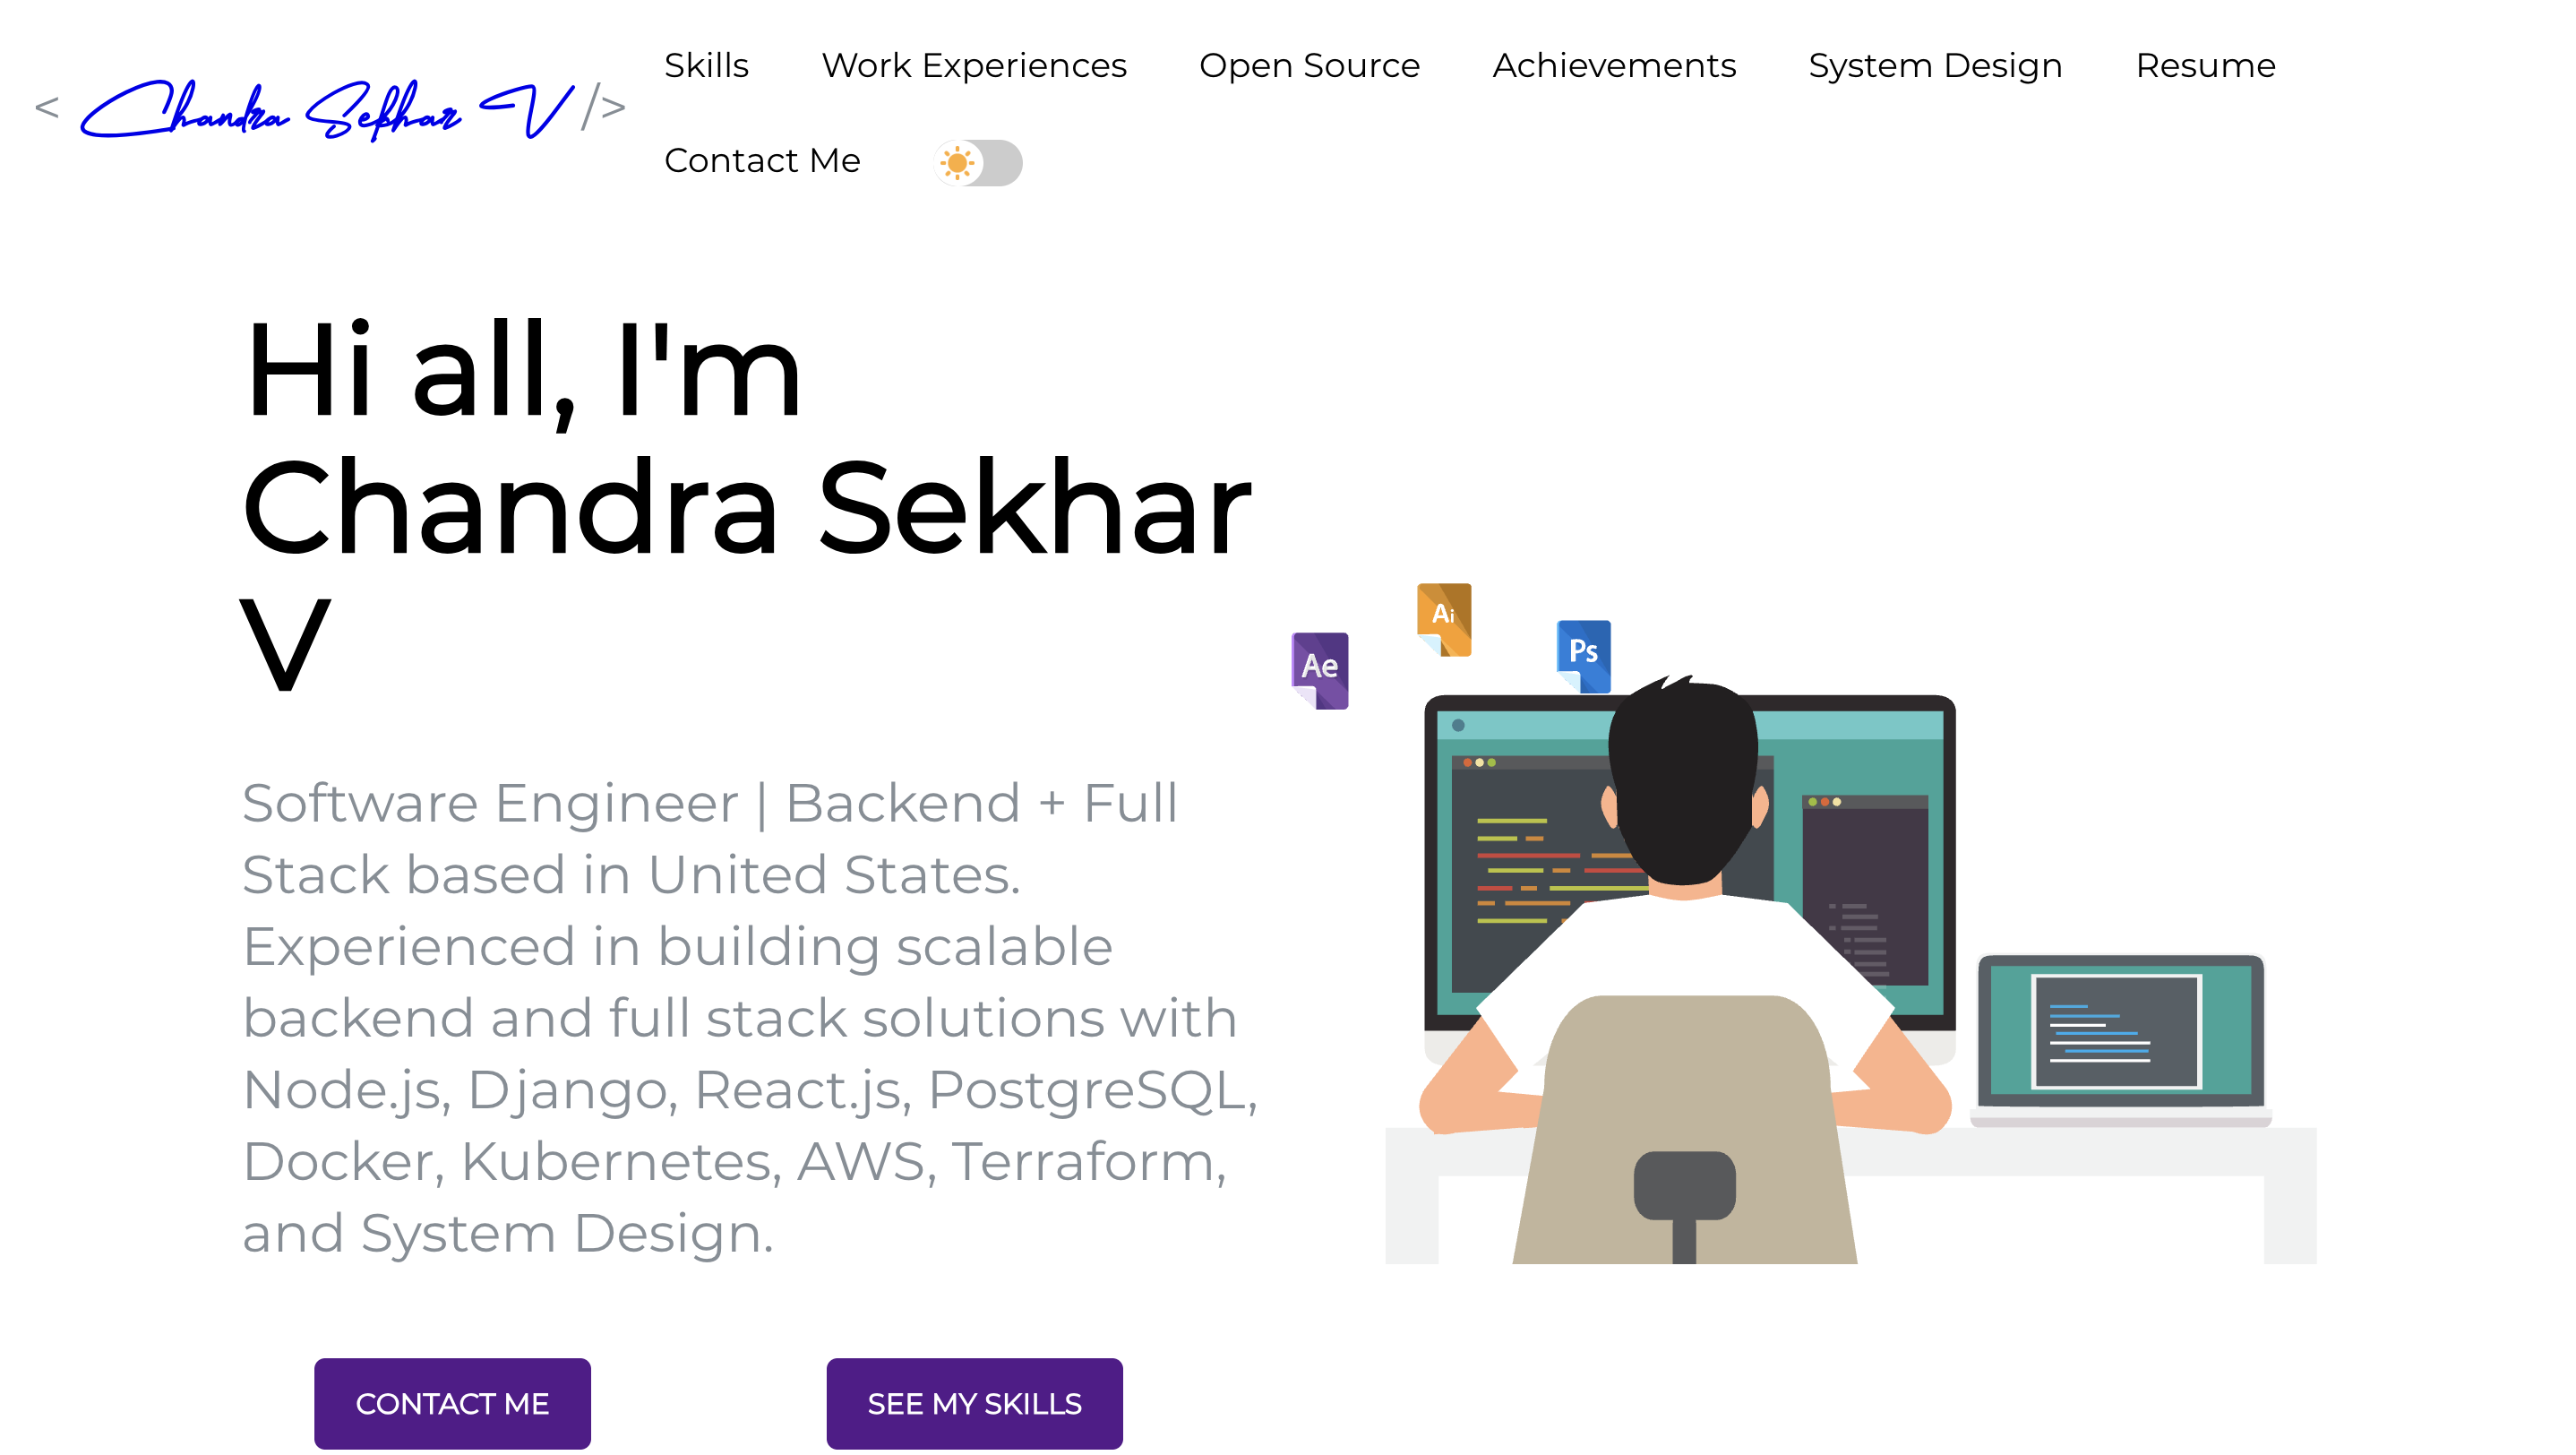 < Chandra Sekhar V />
Skills
Work Experiences
Open Source
Achievements
System Design
Resume
Contact Me
Hi all, I'm
Chandra Sekhar
V
Software Engineer | Backend + Full
Stack based in United States.
Experienced in building scalable
backend and full stack solutions with
Node.js, Django, React.js, PostgreSQL,
Docker, Kubernetes, AWS, Terraform,
and System Design.
Ae
Ai
Ps
CONTACT ME
SEE MY SKILLS